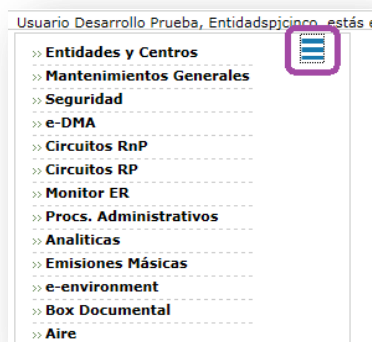 Usuario Desarrollo Prueba, Entidadspjcinco, estás
» Entidades y Centros
» Mantenimientos Generales
» Seguridad
» e-DMA
» Circuitos RnP
» Circuitos RP
» Monitor ER
» Procs. Administrativos
» Analiticas
» Emisiones Másicas
» e-environment
» Box Documental
» Aire